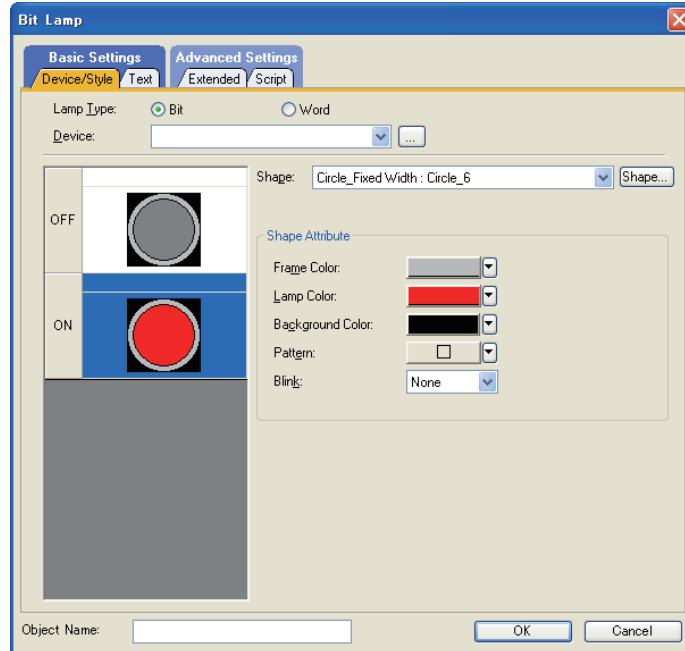 Bit Lamp
Basic Settings Advanced Settings
Device/Style Text Extended Script
Lamp Type: Bit Word
Device: ...
Shape: Circle_Fixed Width : Circle_6 Shape...
OFF
Shape Attribute
Frame Color:
Lamp Color:
ON Background Color:
Pattern:
Blink: None
Object Name: OK Cancel